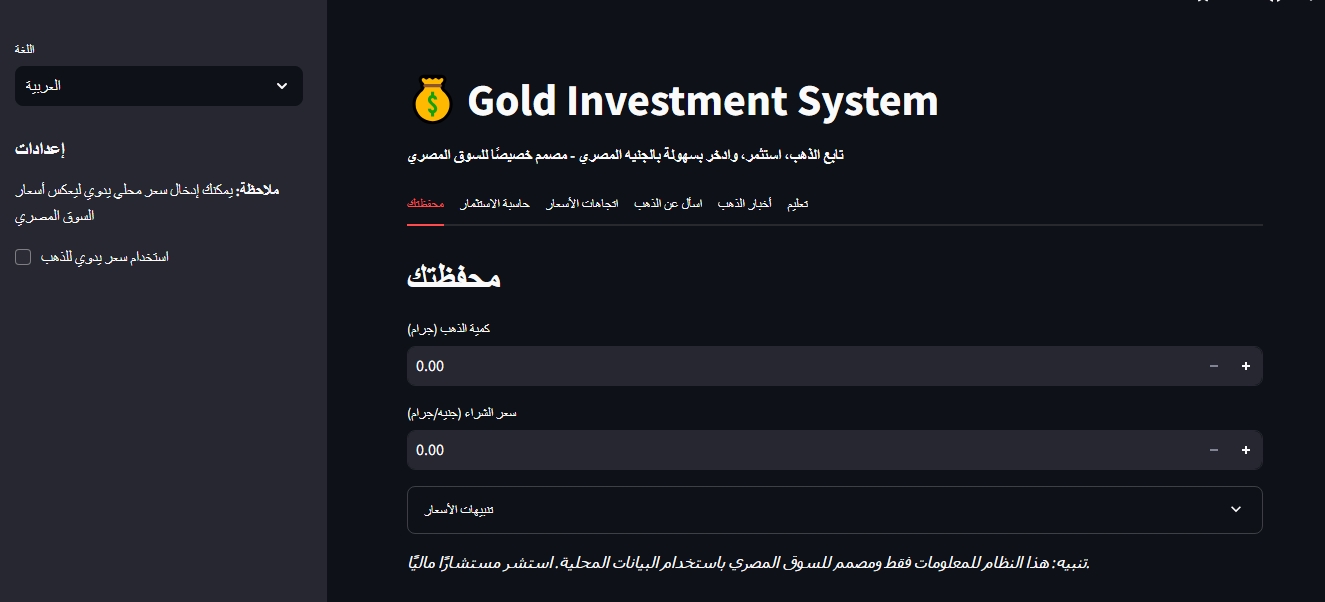 اللغة
العربية
إعدادات
ملاحظة: يمكنك إدخال سعر محلي يدوي ليعكس أسعار
السوق المصري
استخدام سعر يدوي للذهب
Gold Investment System
تابع الذهب، استثمر، وادخر بسهولة بالجنيه المصري - مصمم خصيصًا للسوق المصري
محفظتك حاسبة الاستثمار اتجاهات الأسعار اسأل عن الذهب أخبار الذهب تعليم
محفظتك
كمية الذهب (جرام)
0.00
سعر الشراء (جنيه/جرام)
0.00
تنبيهات الأسعار
تنبيه: هذا النظام للمعلومات فقط ومصمم للسوق المصري باستخدام البيانات المحلية. استشر مستشارًا ماليًا.